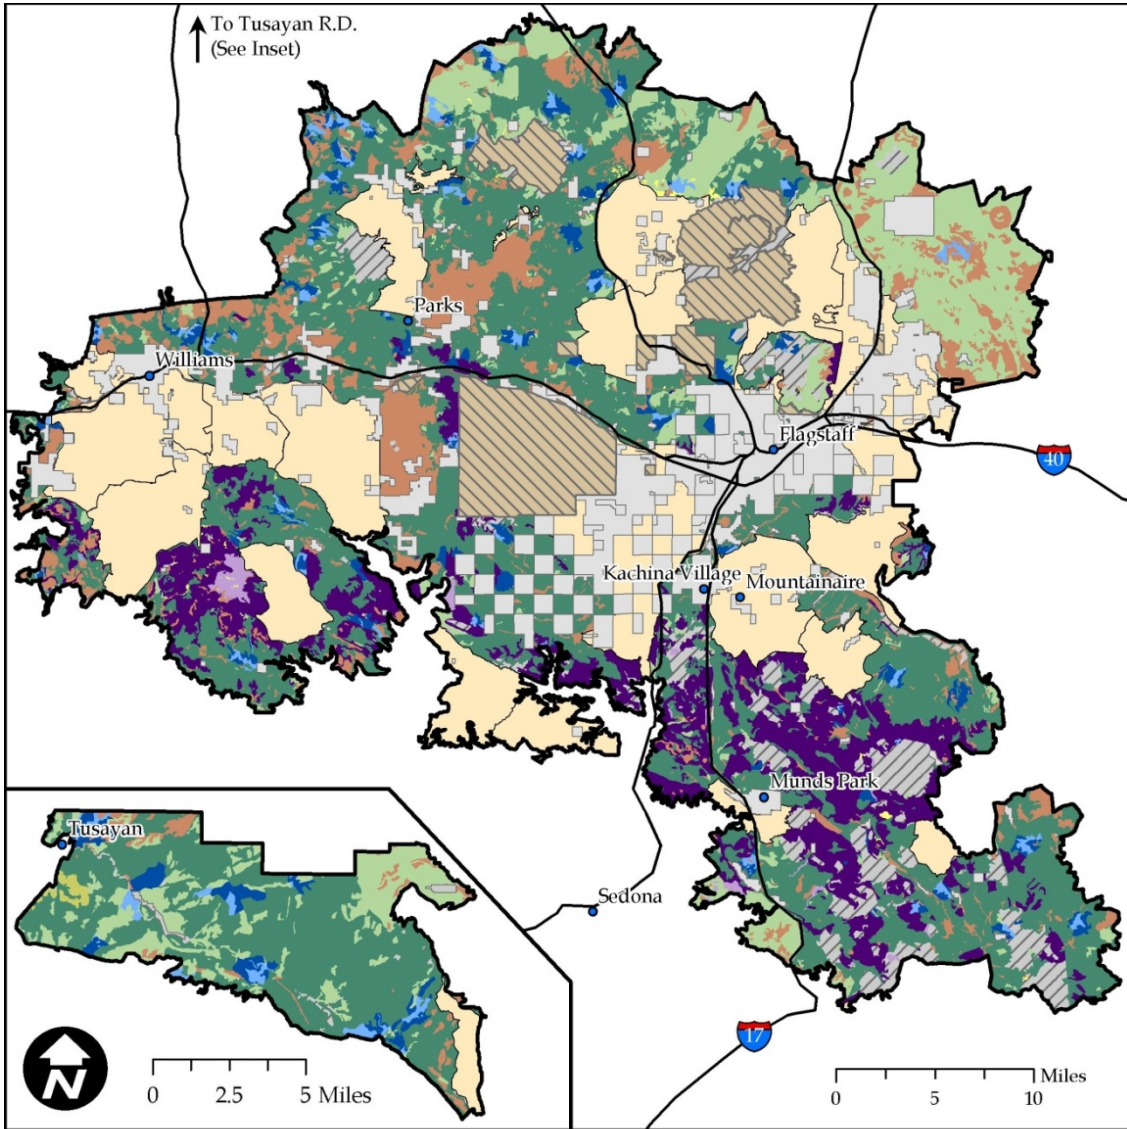 To Tusayan R.D.
(See Inset)
Parks
Williams
Flagstaff
40
Kachina Village
Mountainaire
Munds Park
Tusayan
Sedona
17
N
0 2.5 5 Miles
Miles
0 5 10